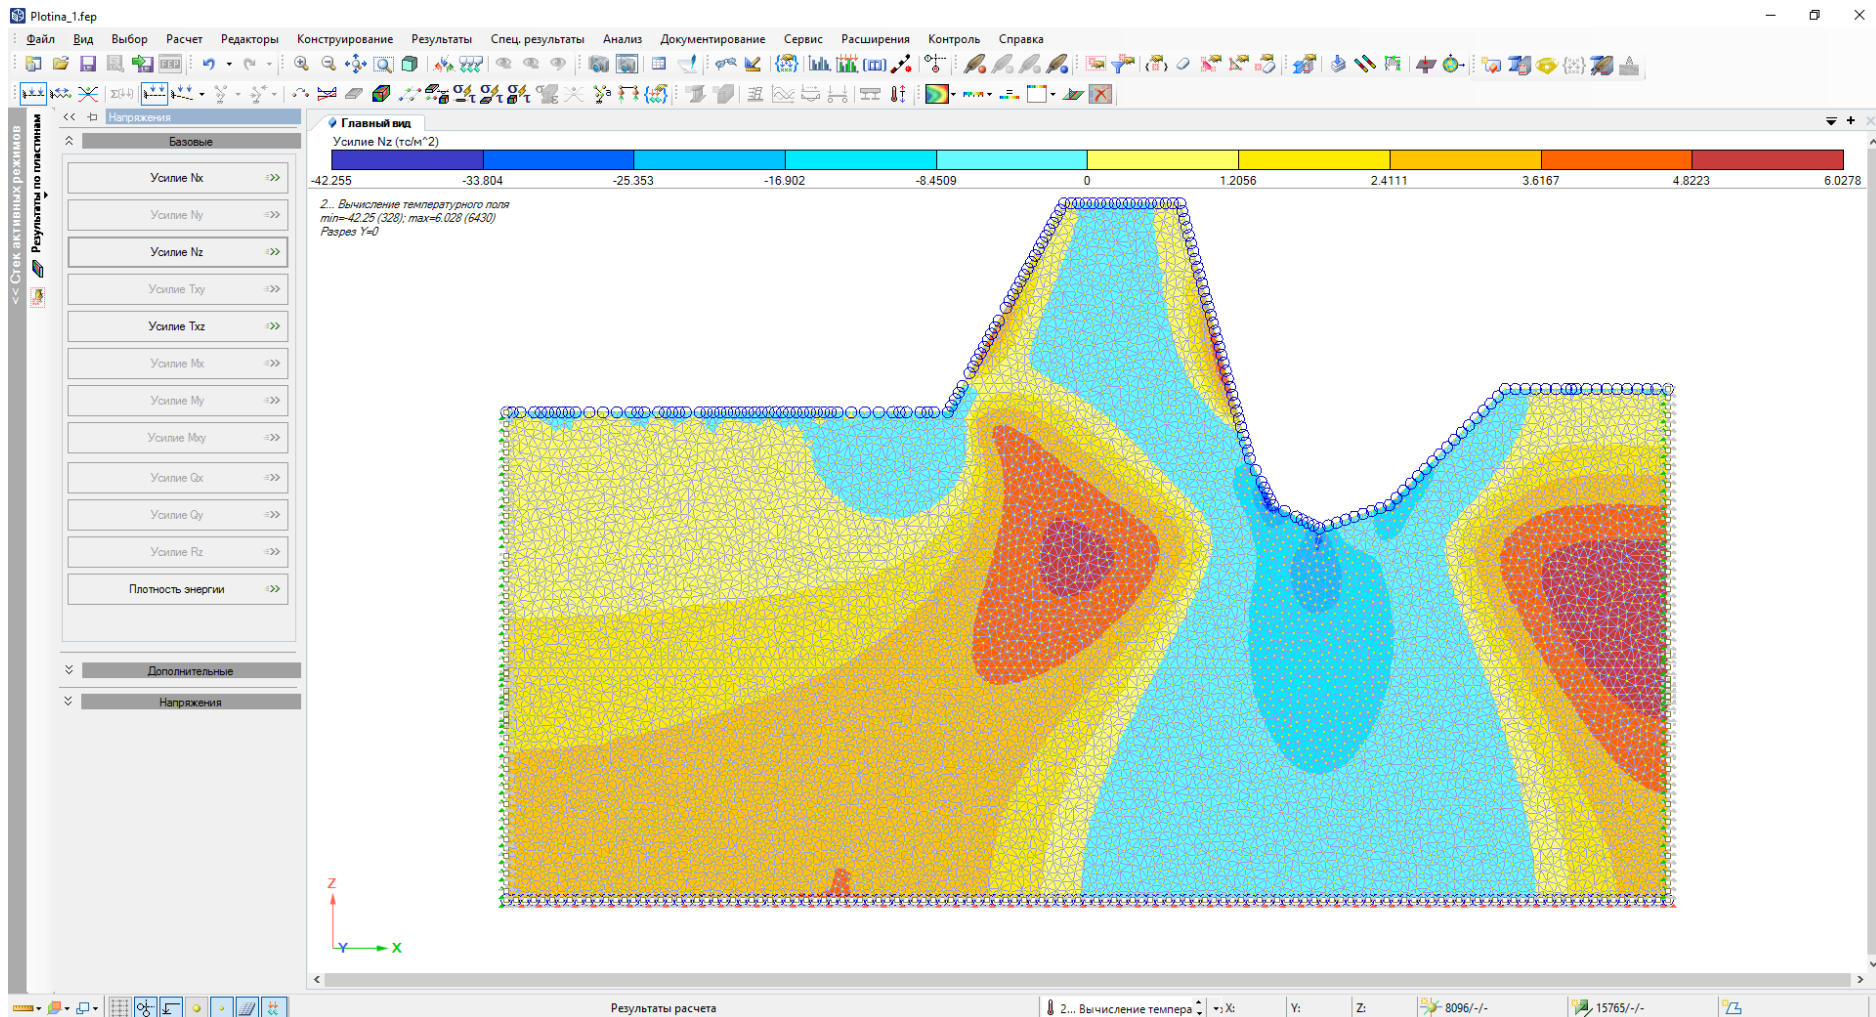 Plotina_1.fep
Файл Вид Выбор Расчет Редакторы Конструирование Результаты Спец. результаты Анализ Документирование Сервис Расширения Контроль Справка
<< Стек активных режимов
Результаты по пластинам
Напряжения
Базовые
Усилие Nx
Усилие Ny
Усилие Nz
Усилие Txy
Усилие Txz
Усилие Mx
Усилие My
Усилие Mxy
Усилие Qx
Усилие Qy
Усилие Rz
Плотность энергии
Дополнительные
Напряжения
Главный вид
Усилие Nz (тс/м^2)
-42.255 -33.804 -25.353 -16.902 -8.4509 0 1.2056 2.4111 3.6167 4.8223 6.0278
2... Вычисление температурного поля
min=-42.25 (328); max=6.028 (6430)
Разрез Y=0
Z
Y X
Результаты расчета 2... Вычисление темпера X: Y: Z: 8096/-/- 15765/-/-